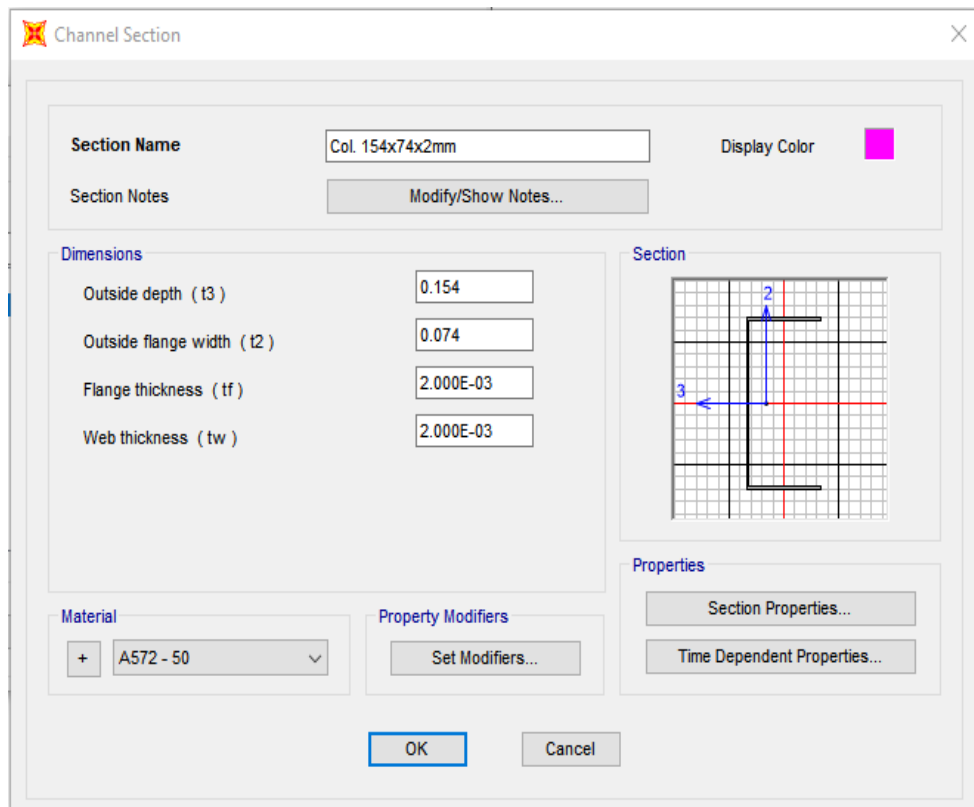 Channel Section
Section Name
Col. 154x74x2mm
Display Color
Section Notes
Modify/Show Notes...
Dimensions
Outside depth ( t3 )
0.154
Outside flange width ( t2 )
0.074
Flange thickness ( tf )
2.000E-03
Web thickness ( tw )
2.000E-03
Section
2
3
Material
+
A572 - 50
Property Modifiers
Set Modifiers...
Properties
Section Properties...
Time Dependent Properties...
OK
Cancel